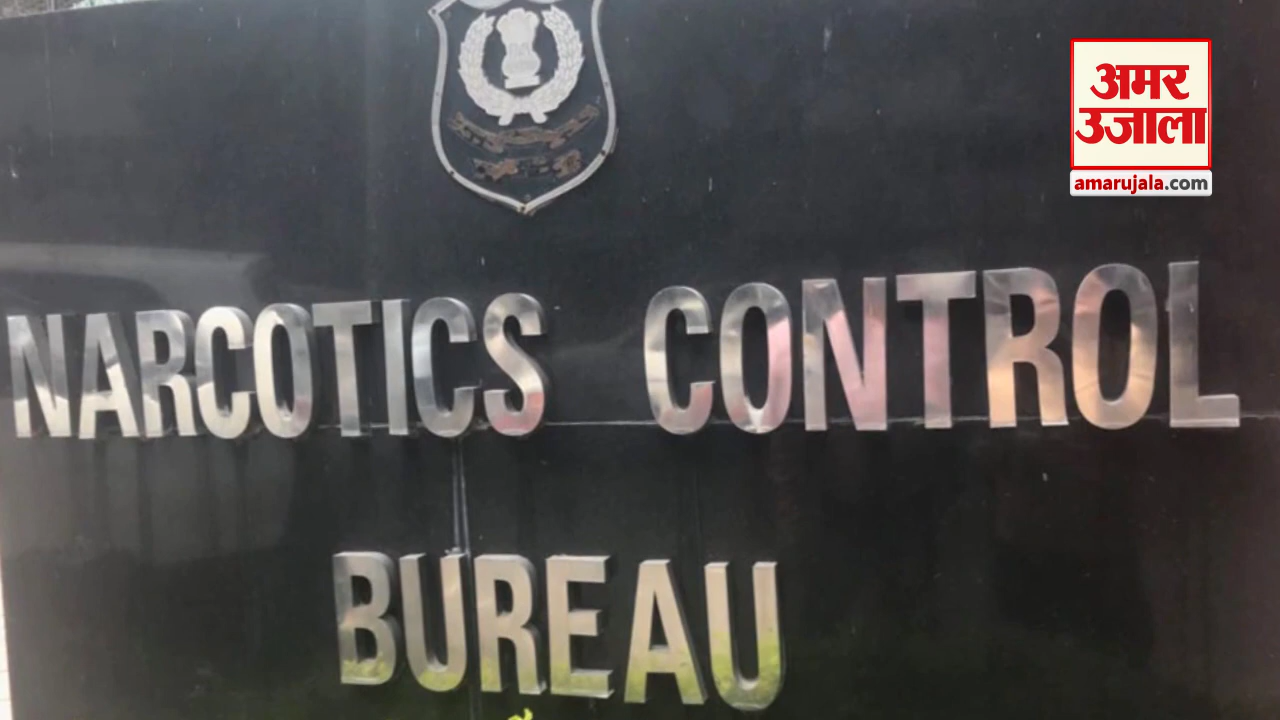 अमर
उजाला
amarujala.com
NARCOTICS CONTROL
BUREAU